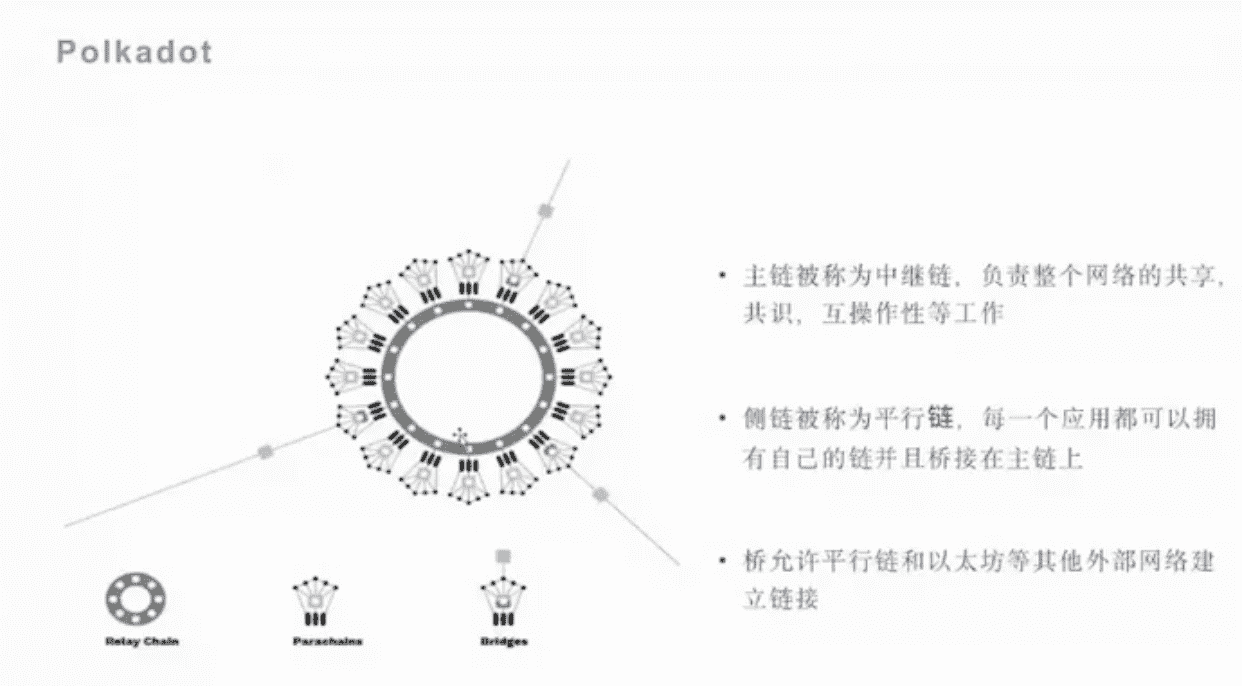 Polkadot
• 主链被称为中继链，负责整个网络的共享，
共识，互操作性等工作
• 侧链被称为平行链，每一个应用都可以拥
有自己的链并且桥接在主链上
• 桥允许平行链和以太坊等其他外部网络建
立链接
Relay Chain
Parachains
Bridges